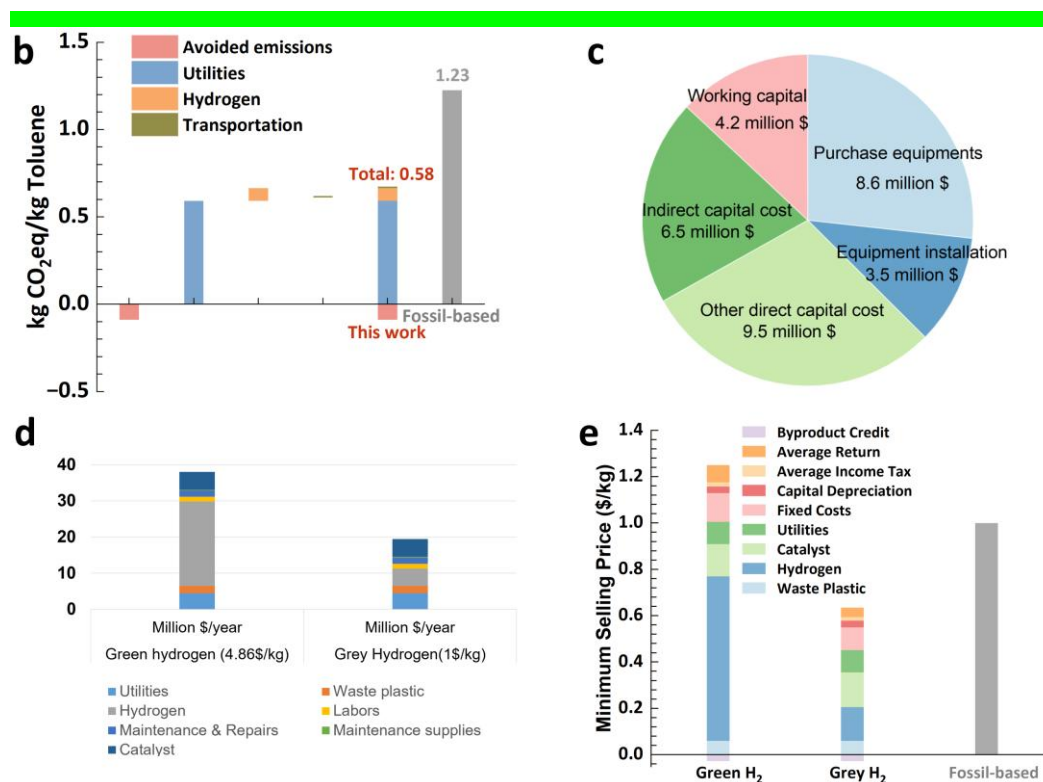 b
1.5
1.0
0.5
0.0
−0.5
kg CO₂eq/kg Toluene
Avoided emissions
Utilities
Hydrogen
Transportation
1.23
Total: 0.58
Fossil-based
This work
c
Working capital
4.2 million $
Purchase equipments
8.6 million $
Indirect capital cost
6.5 million $
Equipment installation
3.5 million $
Other direct capital cost
9.5 million $
d
40
30
20
10
0
Million $/year
Million $/year
Green hydrogen (4.86$/kg)
Grey Hydrogen(1$/kg)
Utilities
Waste plastic
Hydrogen
Labors
Maintenance & Repairs
Maintenance supplies
Catalyst
e
1.4
1.2
1.0
0.8
0.6
0.4
0.2
0.0
Minimum Selling Price ($/kg)
Byproduct Credit
Average Return
Average Income Tax
Capital Depreciation
Fixed Costs
Utilities
Catalyst
Hydrogen
Waste Plastic
Green H₂
Grey H₂
Fossil-based